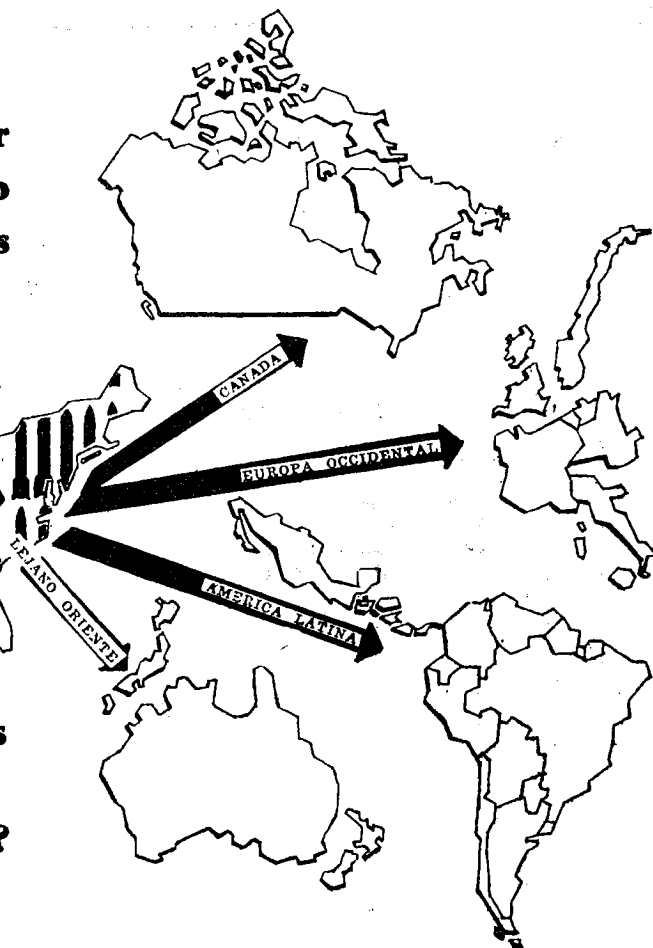 r
o
s
CANADA
EUROPA OCCIDENTAL
LEJANO ORIENTE
AMERICA LATINA
s
?